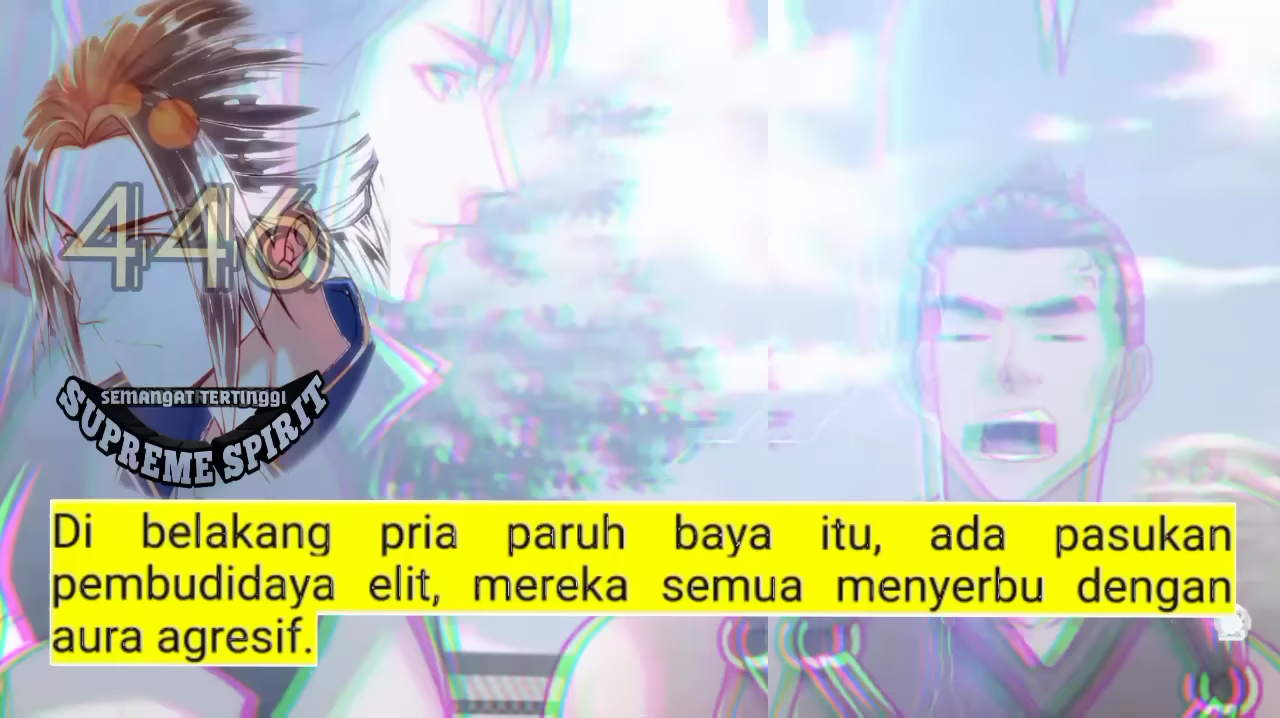 446
SEMANGAT TERTINGGI
SUPREME SPIRIT
Di belakang pria paruh baya itu, ada pasukan
pembudidaya elit, mereka semua menyerbu dengan
aura agresif.